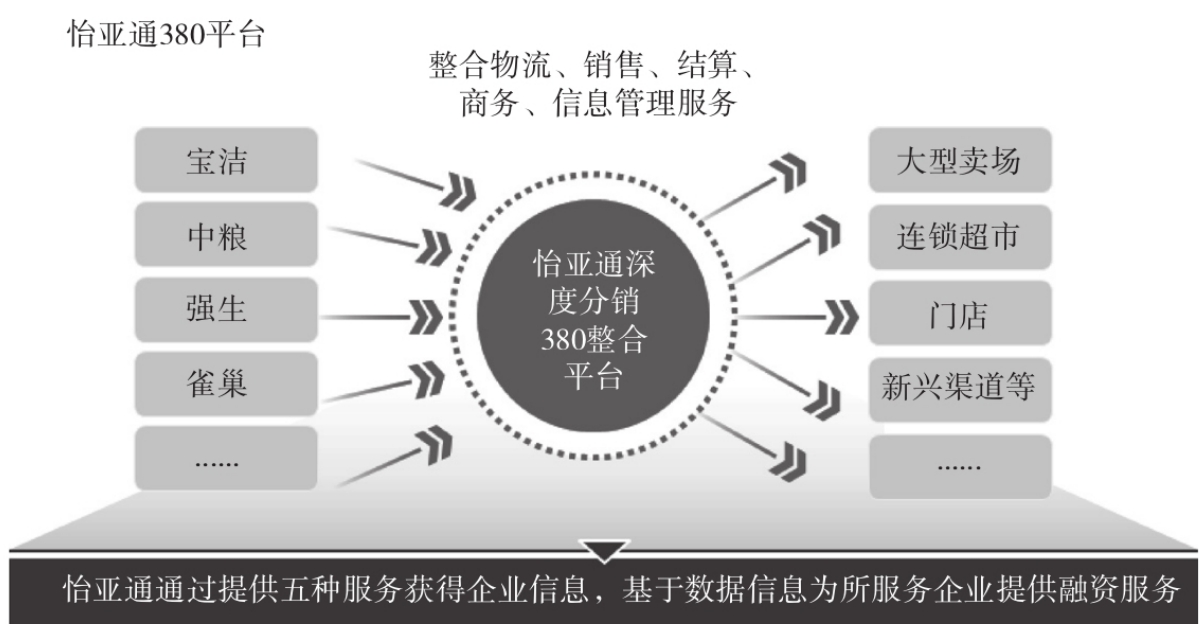 怡亚通380平台
整合物流、销售、结算、
商务、信息管理服务
宝洁
中粮
强生
雀巢
......
怡亚通深
度分销
380整合
平台
大型卖场
连锁超市
门店
新兴渠道等
......
怡亚通通过提供五种服务获得企业信息，基于数据信息为所服务企业提供融资服务